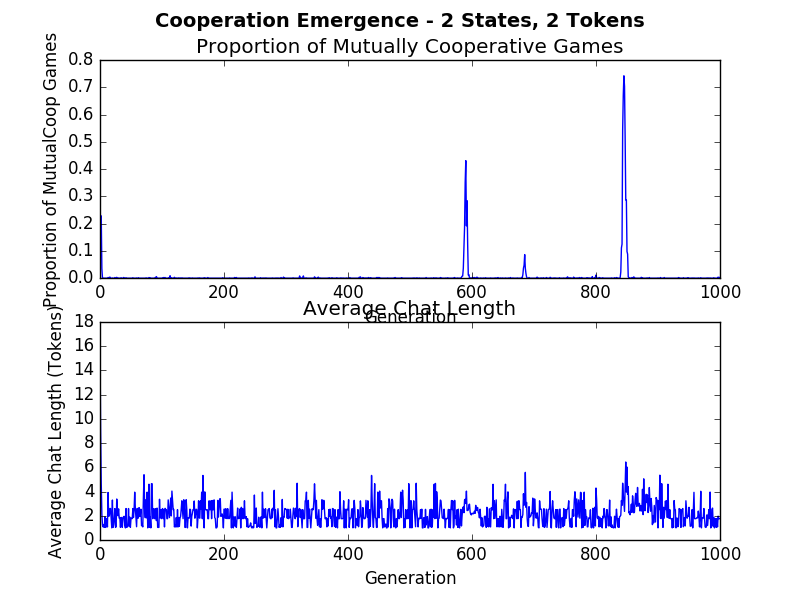 Cooperation Emergence - 2 States, 2 Tokens
Proportion of Mutually Cooperative Games
Proportion of MutualCoop Games
0.8
0.7
0.6
0.5
0.4
0.3
0.2
0.1
0.0
0 200 400 600 800 1000
Generation
Average Chat Length
Average Chat Length (Tokens)
18
16
14
12
10
8
6
4
2
0
0 200 400 600 800 1000
Generation